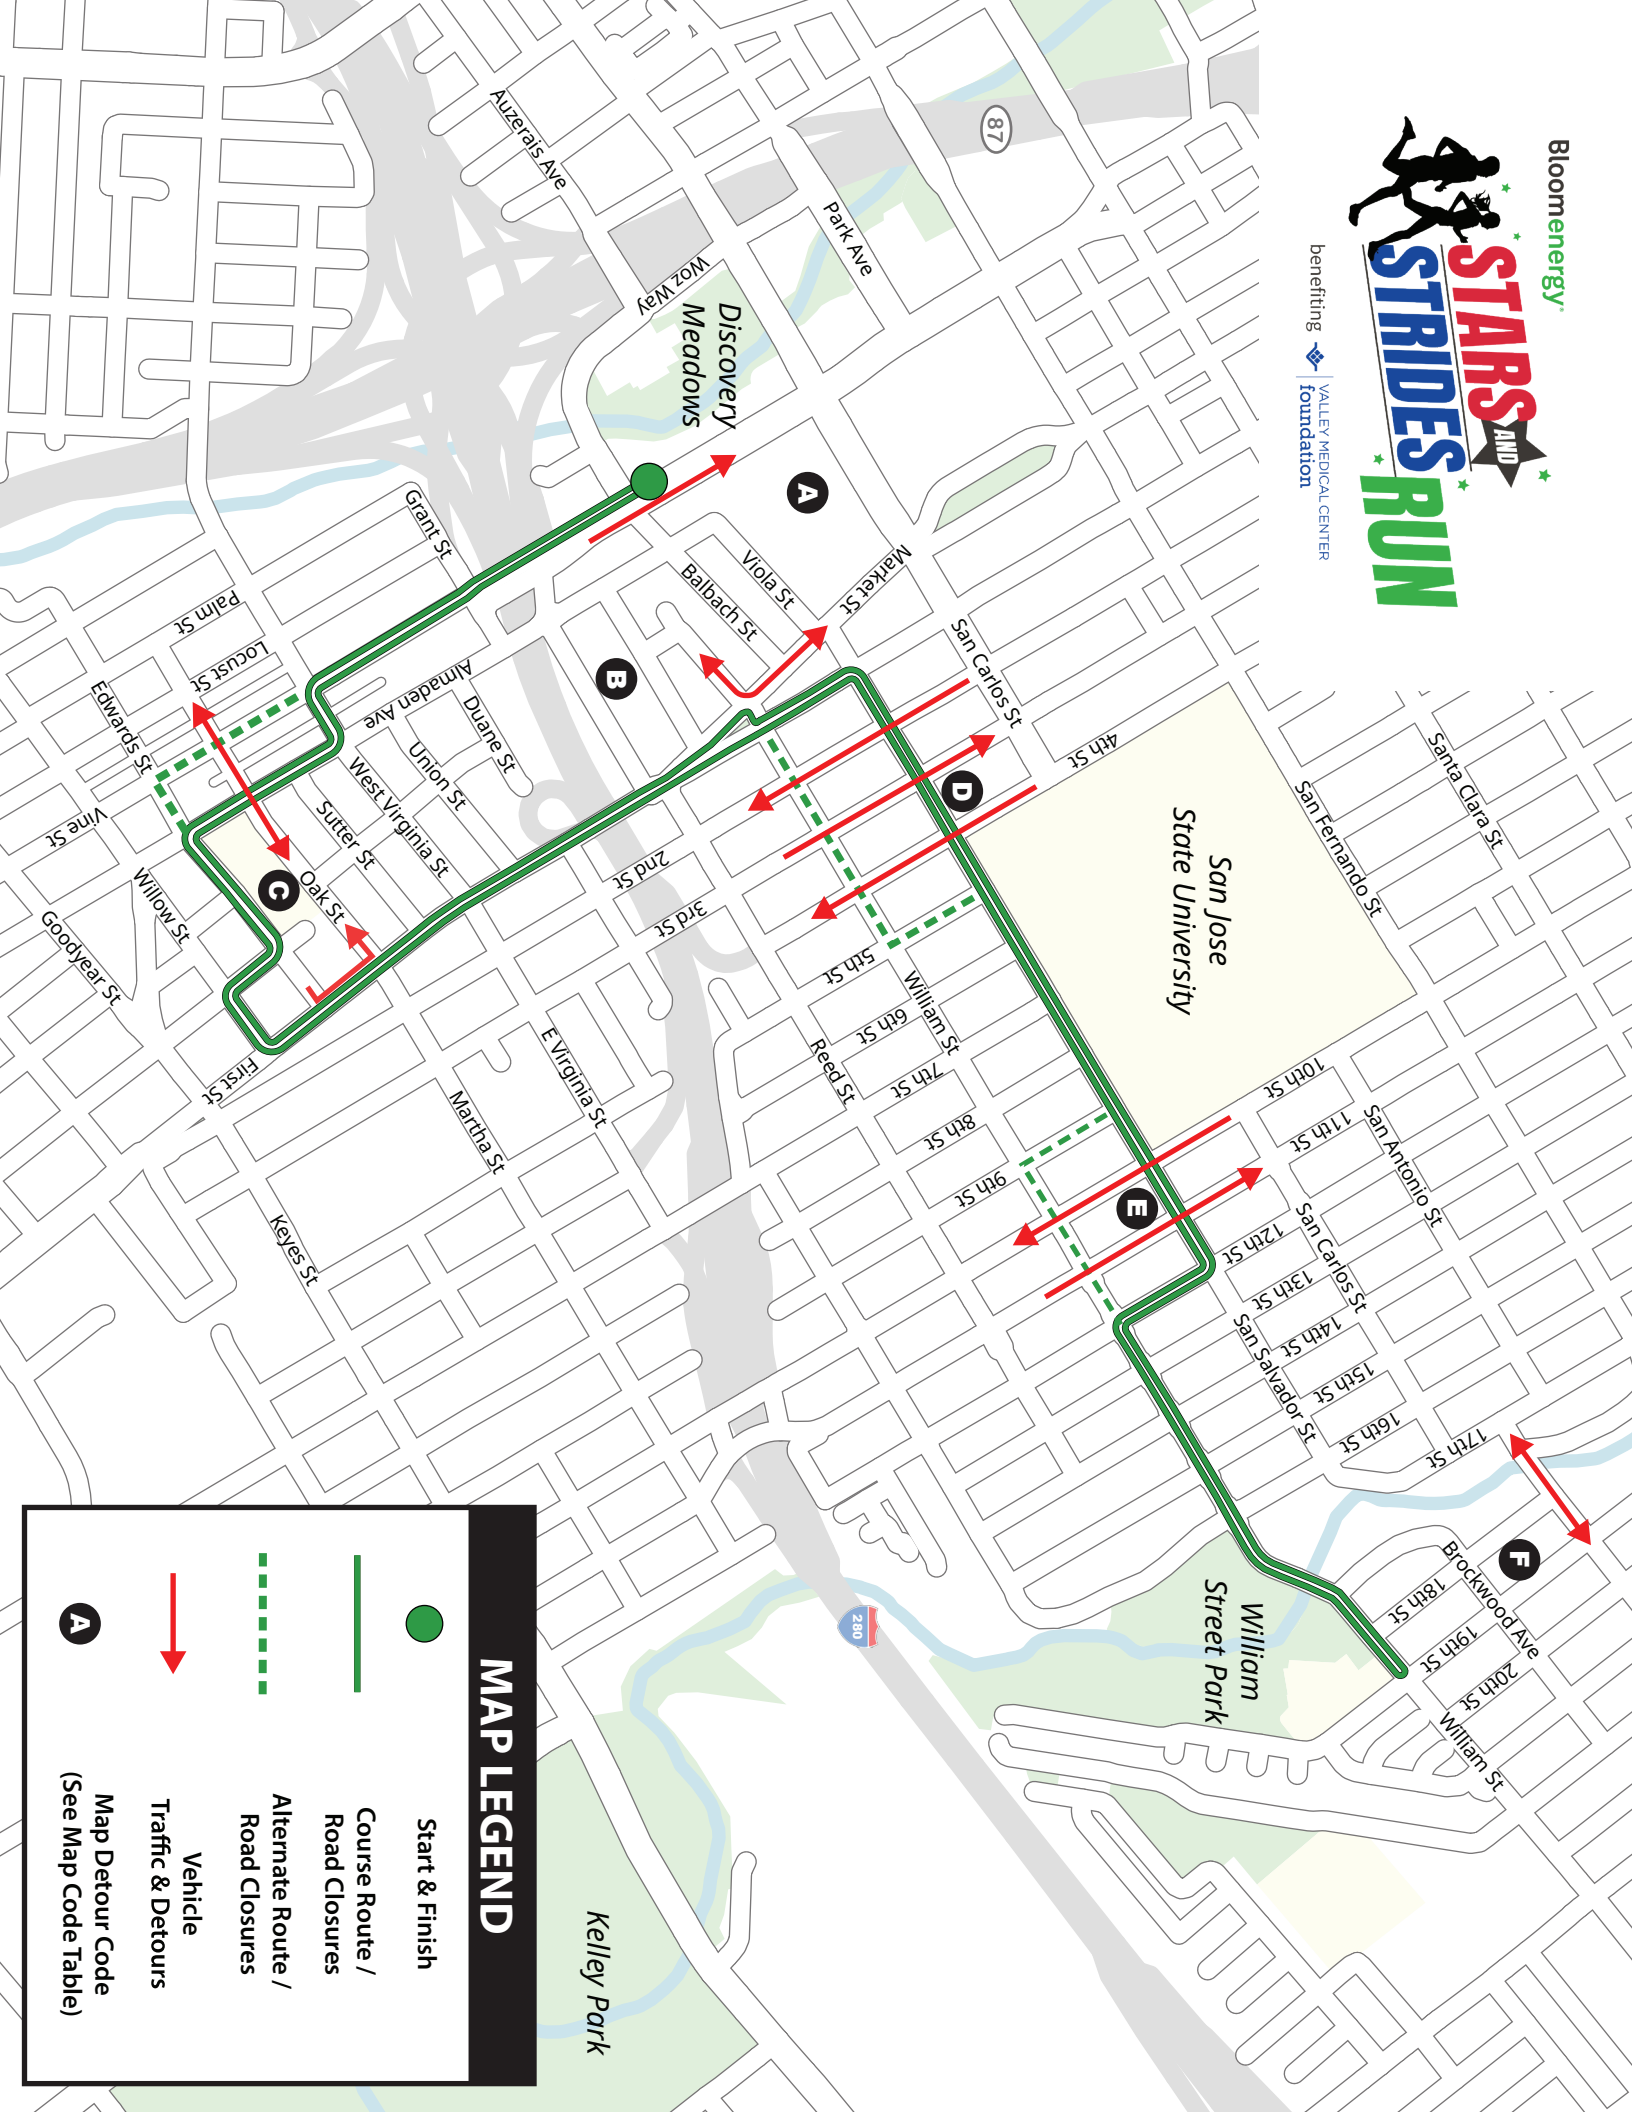 Bloomenergy®
STARS AND
STRIDES RUN
benefiting
VALLEY MEDICAL CENTER
foundation
87
Auzerais Ave
Park Ave
Woz Way
Discovery
Meadows
A
Grant St
Viola St
Balbach St
Market St
San Carlos St
4th St
B
Palm St
Locust St
Edwards St
Almaden Ave
Duane St
Union St
West Virginia St
Sutter St
Oak St
C
Vine St
Willow St
Goodyear St
First St
2nd St
3rd St
D
San Jose
State University
San Fernando St
Santa Clara St
5th St
William St
6th St
Reed St
7th St
8th St
9th St
E Virginia St
Martha St
Keyes St
10th St
11th St
San Antonio St
E
San Carlos St
12th St
13th St
14th St
San Salvador St
15th St
16th St
17th St
F
Brockwood Ave
18th St
19th St
20th St
William St
William
Street Park
280
Kelley Park
MAP LEGEND
Start & Finish
Course Route /
Road Closures
Alternate Route /
Road Closures
Vehicle
Traffic & Detours
A
Map Detour Code
(See Map Code Table)